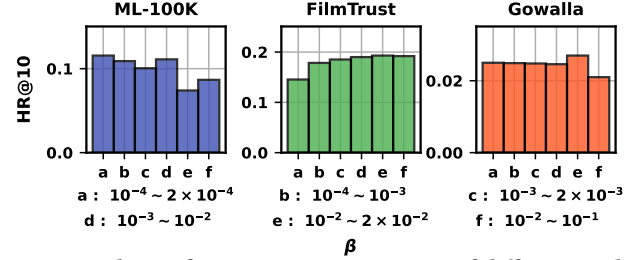 ML-100K FilmTrust Gowalla
HR@10
0.1
0.0
0.2
0.1
0.0
0.02
0.00
a b c d e f a b c d e f a b c d e f
a : 10⁻⁴ ~ 2 × 10⁻⁴ b : 10⁻⁴ ~ 10⁻³ c : 10⁻³ ~ 2 × 10⁻³
d : 10⁻³ ~ 10⁻² e : 10⁻² ~ 2 × 10⁻² f : 10⁻² ~ 10⁻¹
β